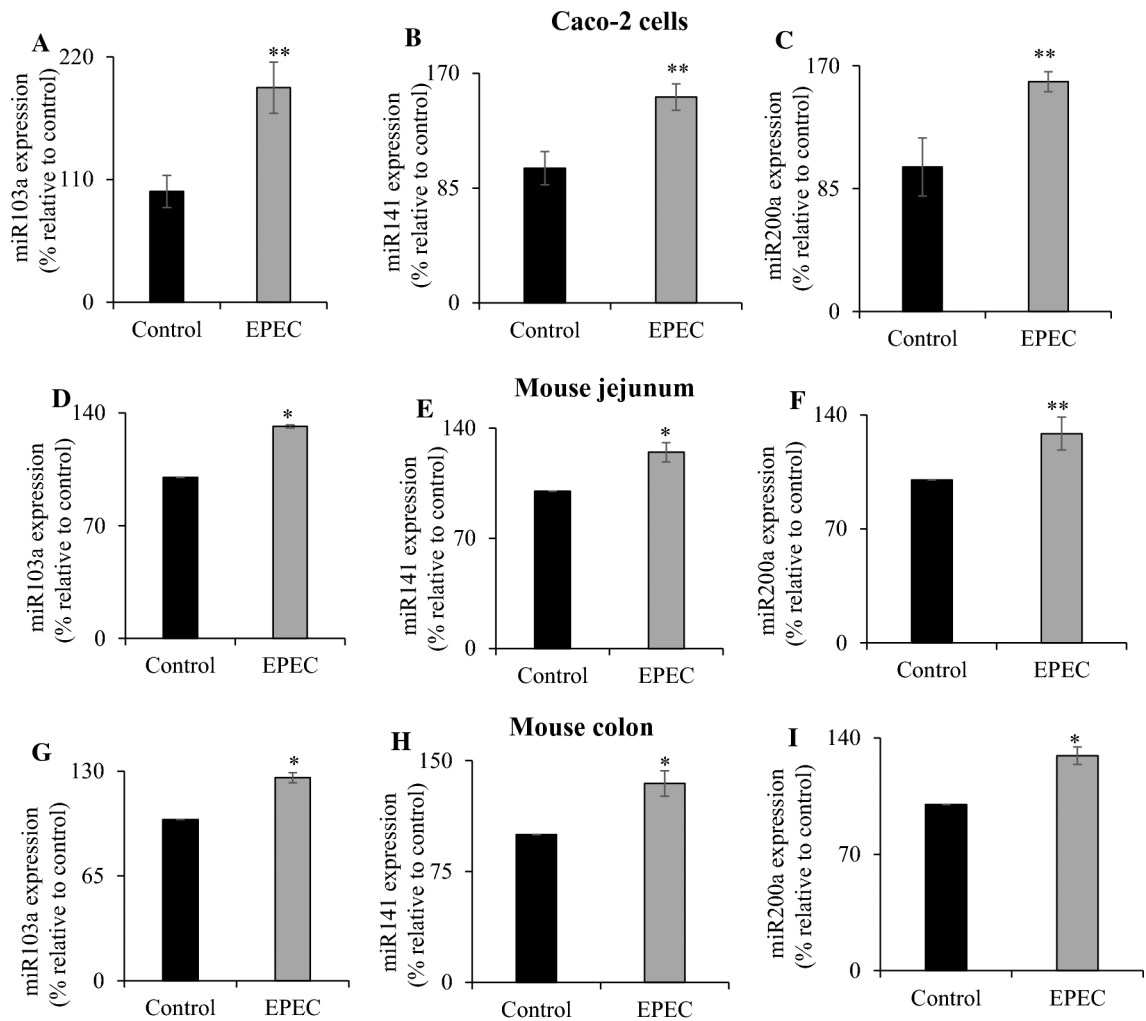 Caco-2 cells
A
miR103a expression
(% relative to control)
220
110
0
**
Control EPEC
B
miR141 expression
(% relative to control)
170
85
0
**
Control EPEC
C
miR200a expression
(% relative to control)
170
85
0
**
Control EPEC
Mouse jejunum
D
miR103a expression
(% relative to control)
140
70
0
*
Control EPEC
E
miR141 expression
(% relative to control)
140
70
0
*
Control EPEC
F
miR200a expression
(% relative to control)
140
70
0
**
Control EPEC
Mouse colon
G
miR103a expression
(% relative to control)
130
65
0
*
Control EPEC
H
miR141 expression
(% relative to control)
150
75
0
*
Control EPEC
I
miR200a expression
(% relative to control)
140
70
0
*
Control EPEC